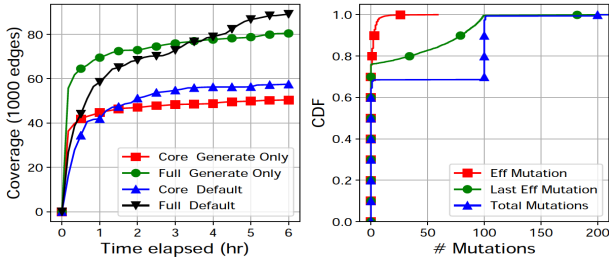 Coverage (1000 edges)
80
60
40
20
0
Core Generate Only
Full Generate Only
Core Default
Full Default
0 1 2 3 4 5 6
Time elapsed (hr)
CDF
1.0
0.8
0.6
0.4
0.2
0.0
Eff Mutation
Last Eff Mutation
Total Mutations
0 50 100 150 200
# Mutations